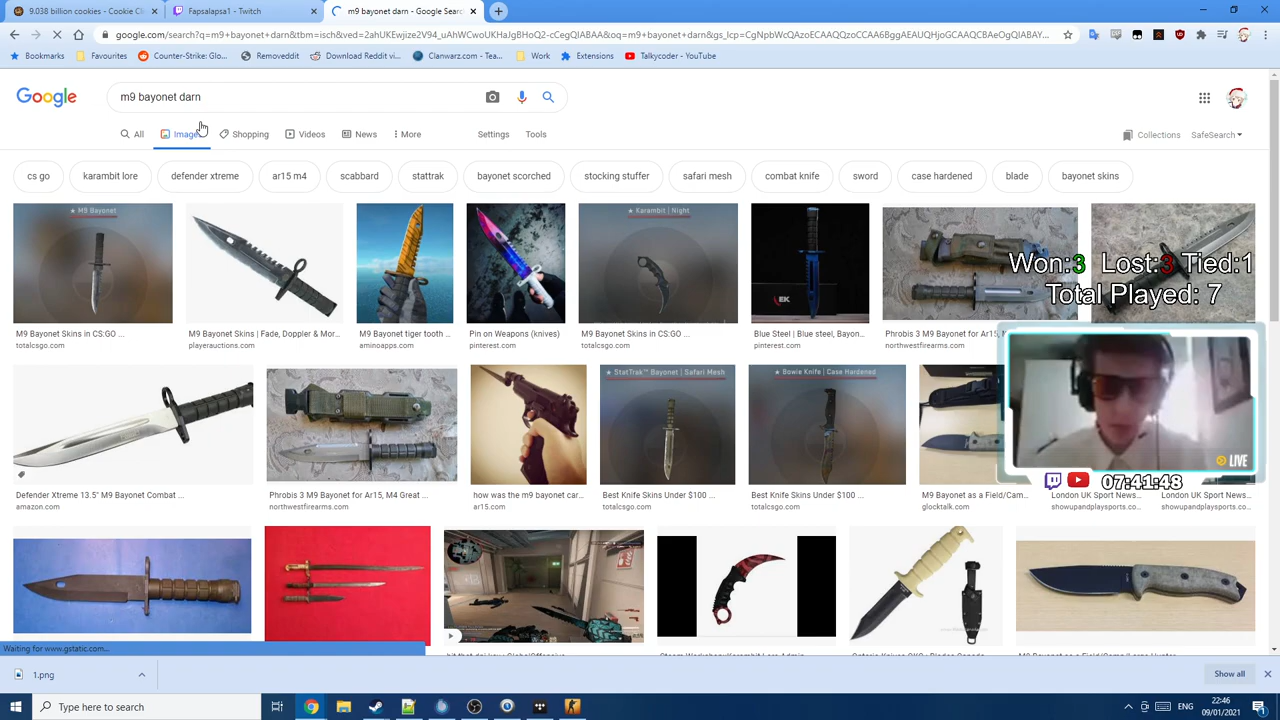 9.038 billion cookies - Cookie Cli
Fapsalapsa1 - Twitch
m9 bayonet darn - Google Search
google.com/search?q=m9+bayonet+darn&tbm=isch&ved=2ahUKEwjize2V94_uAhWCwoUKHaJgBHoQ2-cCegQIABAA&oq=m9+bayonet+darn&gs_lcp=CgNpbWcQAzoECAAQQzoCCAA6BggAEAUQHjoGCAAQCBAeOgQIABAYUM...
Bookmarks
Favorites
Counter-Strike: Glo...
Removeddit
Download Reddit vi...
Clanwarz.com - Tea...
Work
Extensions
Talkycoder - YouTube
Google
m9 bayonet darn
All
Images
Shopping
Videos
News
More
Settings
Tools
Collections
SafeSearch
cs go
karambit lore
defender xtreme
ar15 m4
scabbard
stattrak
bayonet scorched
stocking stuffer
safari mesh
combat knife
sword
case hardened
blade
bayonet skins
★ M9 Bayonet
★ Karambit | Night
Won:3 Lost:3 Tied:1
Total Played: 7
M9 Bayonet Skins in CS:GO ...
totalcsgo.com
M9 Bayonet Skins | Fade, Doppler & Mor...
playerauctions.com
M9 Bayonet tiger tooth ...
aminoapps.com
Pin on Weapons (knives)
pinterest.com
M9 Bayonet Skins in CS:GO ...
totalcsgo.com
Blue Steel | Blue steel, Bayon...
pinterest.com
Phrobis 3 M9 Bayonet for Ar15,
northwestfirearms.com
★ StatTrak™ Bayonet | Safari Mesh
★ Bowie Knife | Case Hardened
LIVE
07:41:48
Defender Xtreme 13.5" M9 Bayonet Combat ...
amazon.com
Phrobis 3 M9 Bayonet for Ar15, M4 Great ...
northwestfirearms.com
how was the m9 bayonet car...
ar15.com
Best Knife Skins Under $100 ...
totalcsgo.com
Best Knife Skins Under $100 ...
totalcsgo.com
M9 Bayonet as a Field/Cam...
glocktalk.com
London UK Sport News...
showupandplaysports.co...
London UK Sport News...
showupandplaysports.co...
Waiting for www.gstatic.com...
1.png
Show all
Type here to search
ENG
22:46
09/01/2021